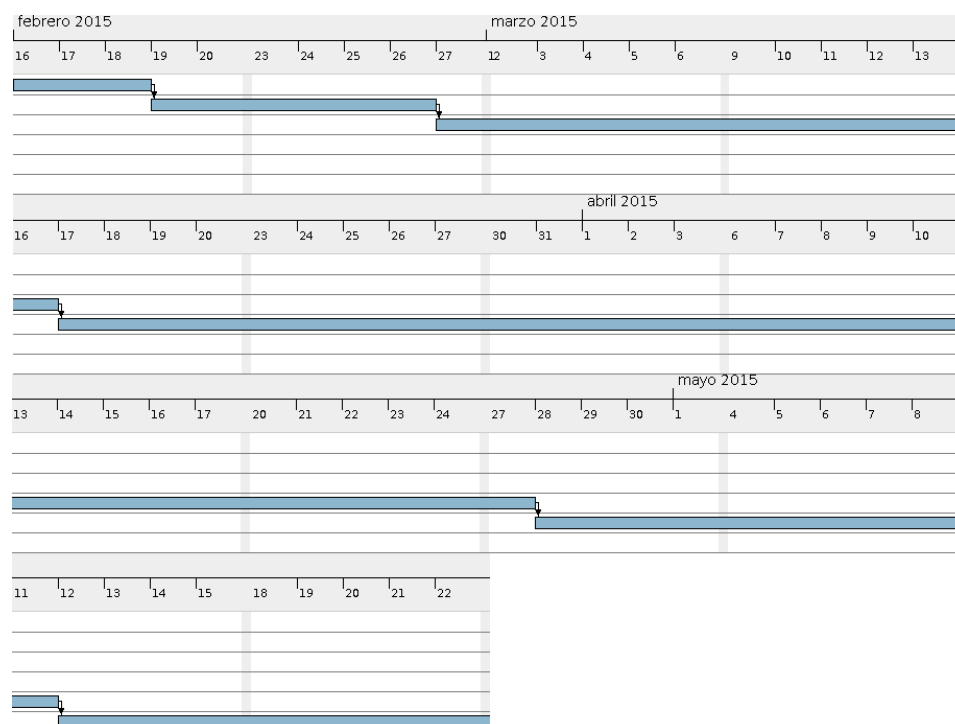 febrero 2015 marzo 2015
16 17 18 19 20 23 24 25 26 27 12 3 4 5 6 9 10 11 12 13
abril 2015
16 17 18 19 20 23 24 25 26 27 30 31 1 2 3 6 7 8 9 10
mayo 2015
13 14 15 16 17 20 21 22 23 24 27 28 29 30 1 4 5 6 7 8
11 12 13 14 15 18 19 20 21 22